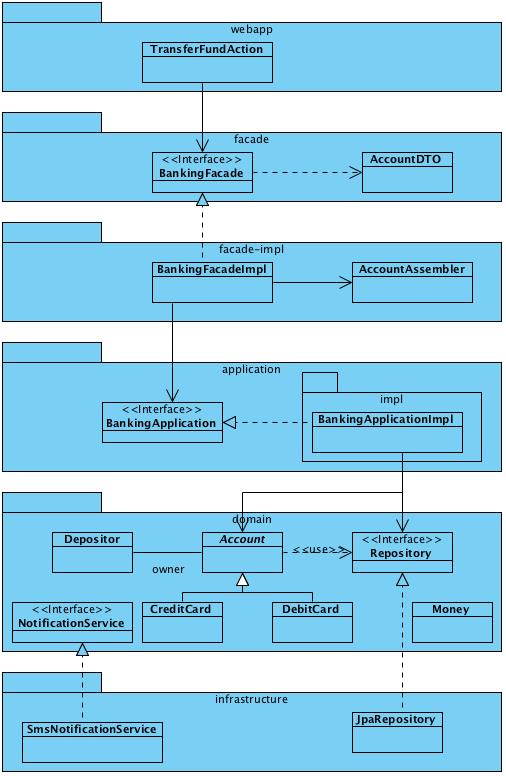 webapp
TransferFundAction
facade
<<Interface>>
BankingFacade
AccountDTO
facade-impl
BankingFacadeImpl
AccountAssembler
application
impl
<<Interface>>
BankingApplication
BankingApplicationImpl
domain
Depositor
owner
Account
<<use>>
<<Interface>>
Repository
<<Interface>>
NotificationService
CreditCard
DebitCard
Money
infrastructure
SmsNotificationService
JpaRepository